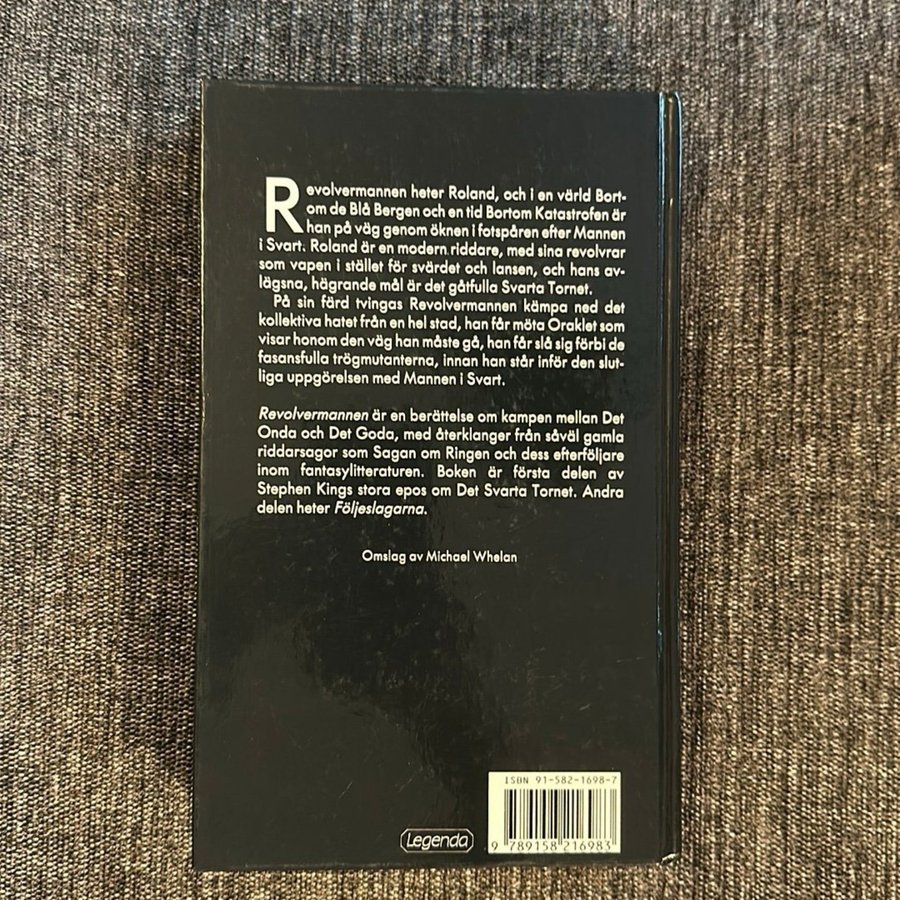 Revolvermannen heter Roland, och i en värld Bort-
om de Blå Bergen och en tid Bortom Katastrofen är
han på väg genom öknen i fotspåren efter Mannen
i Svart. Roland är en modern riddare, med sina revolvrar
som vapen i stället för svärdet och lansen, och hans av-
lägsna, hägrande mål är det gåtfulla Svarta Tornet.
På sin färd tvingas Revolvermannen kämpa ned det
kollektiva hatet från en hel stad, han får möta Oraklet som
visar honom den väg han måste gå, han får slå sig förbi de
fasansfulla trögmutanterna, innan han står inför den slut-
liga uppgörelsen med Mannen i Svart.
Revolvermannen är en berättelse om kampen mellan Det
Onda och Det Goda, med återklanger från såväl gamla
riddarsagor som Sagan om Ringen och dess efterföljare
inom fantasylitteraturen. Boken är första delen av
Stephen Kings stora epos om Det Svarta Tornet. Andra
delen heter Följeslagarna.
Omslag av Michael Whelan
ISBN 91-582-1698-7
9 789158 216983
Legenda